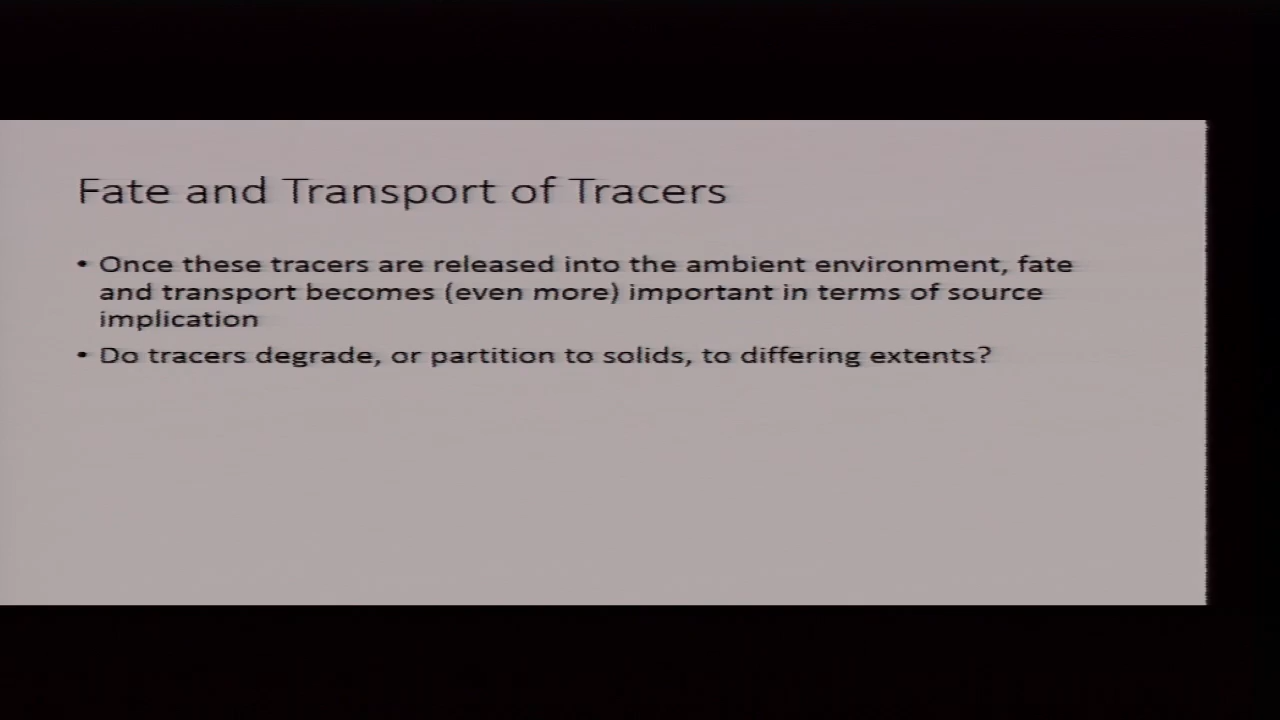 Fate and Transport of Tracers
• Once these tracers are released into the ambient environment, fate
and transport becomes (even more) important in terms of source
implication
• Do tracers degrade, or partition to solids, to differing extents?